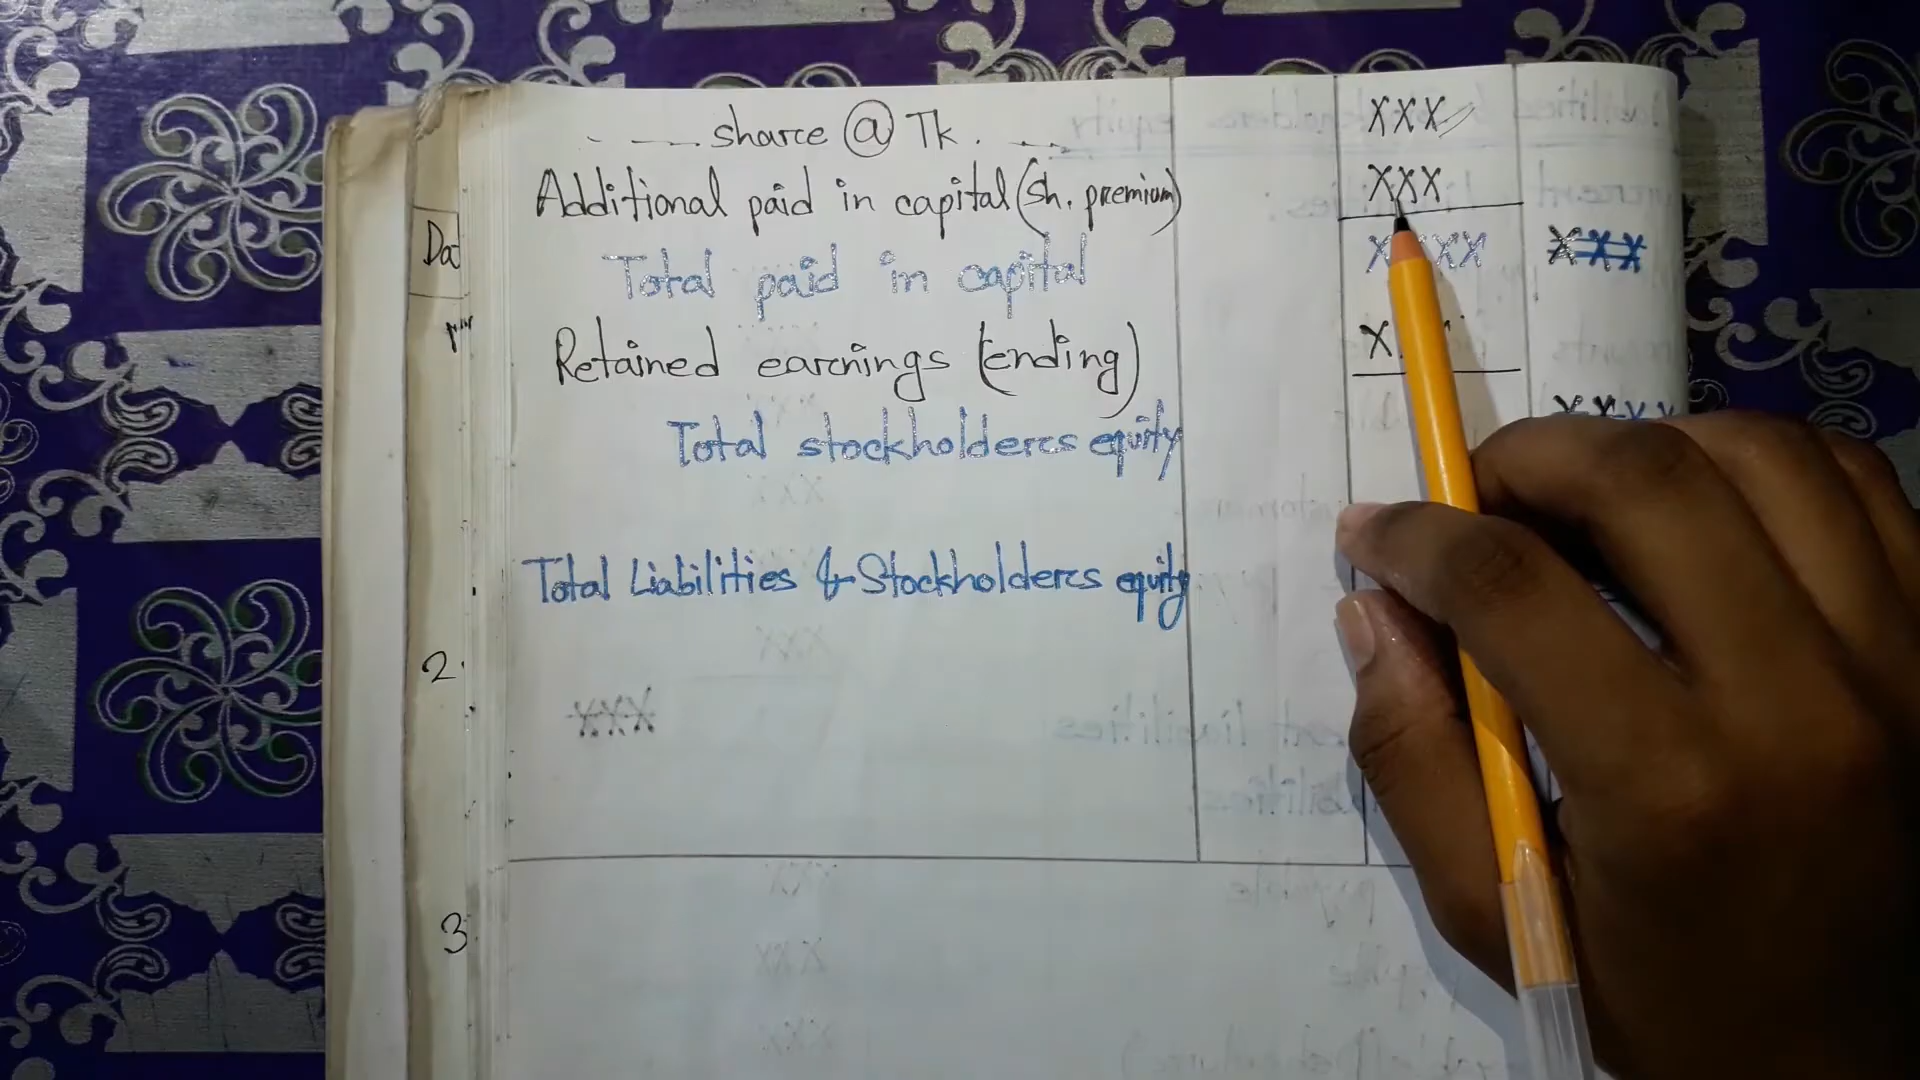 share @ Tk. XXX
Additional paid in capital (sh. premium) XXX
Total paid in capital XXX
Retained earnings (ending)
Total stockholders equity
Total Liabilities & Stockholders equity
XXX
2.
3.